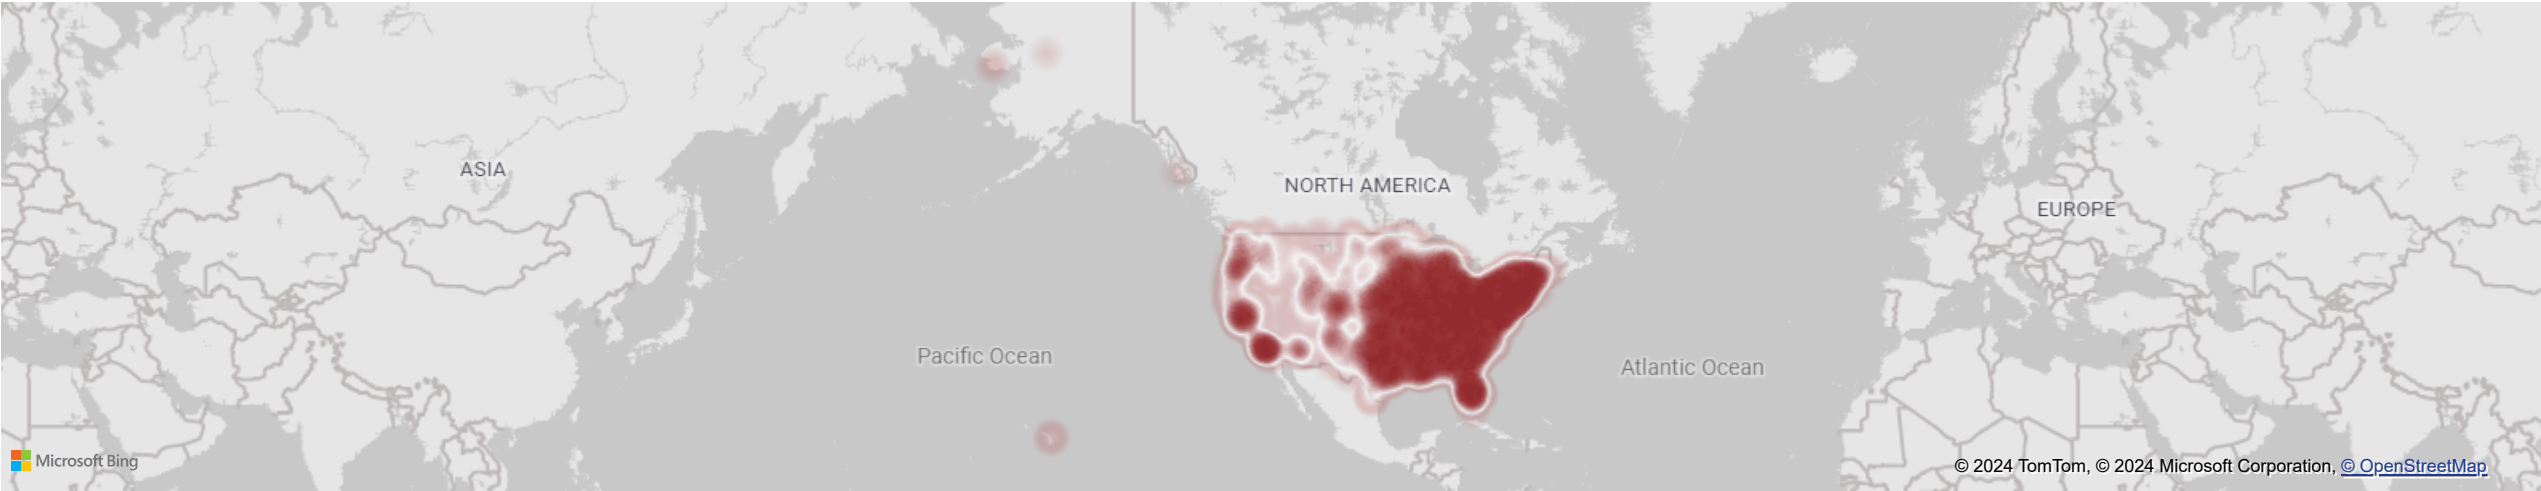 ASIA
NORTH AMERICA
EUROPE
Pacific Ocean
Atlantic Ocean
Microsoft Bing
© 2024 TomTom, © 2024 Microsoft Corporation, © OpenStreetMap